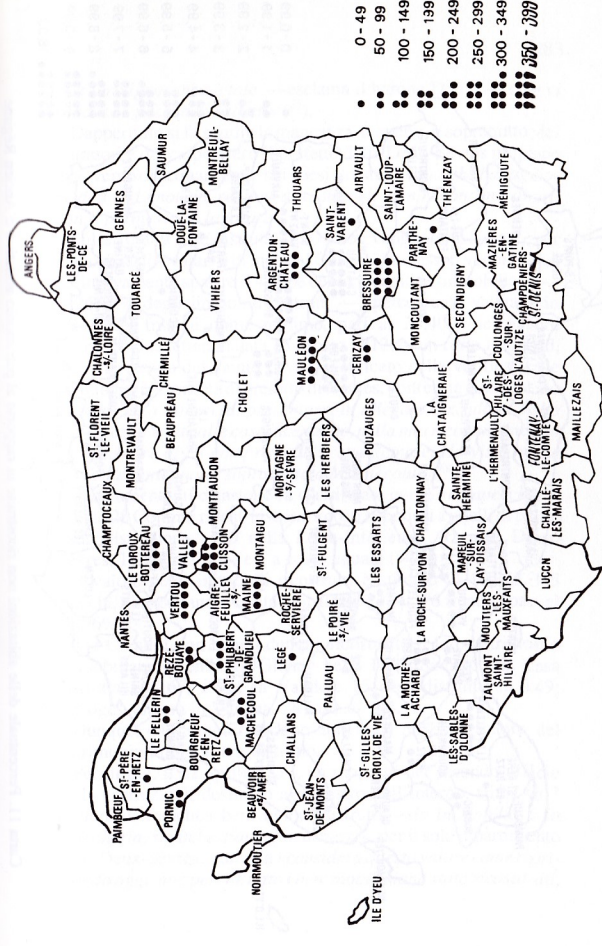 ANGERS
LES-PONTS-
DE-CÉ
CHALONNES
-S/-LOIRE
GENNES
SAUMUR
MONTREUIL-
BELLAY
DOUÉ-LA-
FONTAINE
TOUARCÉ
VIHIERS
CHEMILLÉ
ST-FLORENT
-LE-VIEIL
MONTREVAULT
BEAUPRÉAU
CHOLET
CHAMPTOCEAUX
MONTFAUCON
LE LOROUX
-BOTTEREAU
VALLET
CLISSON
NANTES
VERTOU
AIGRE-
FEUILLE-
S/-
MAINE
REZÉ-
BOUAYE
ST-PHILBERT
-DE-
GRANDLIEU
LE PELLERIN
ST-PÈRE
-EN-RETZ
PAIMBŒUF
PORNIC
BOURGNEUF
-EN-
RETZ
MACHECOUL
LEGÉ
ROCHE-
SERVIÈRE
MONTAIGU
MORTAGNE
-S/-SÈVRE
MAULÉON
ARGENTON-
CHÂTEAU
THOUARS
SAINT-
VARENT
AIRVAULT
SAINT-LOUP-
LAMAIRE
THÉNEZAY
MÉNIGOUTE
PARTHE-
NAY
MAZIÈRES
-EN-
GATINE
BRESSUIRE
CERIZAY
MONCOUTANT
SECONDIGNY
CHAMPDENIERS-
ST-DENIS
COULONGES
-SUR-
L'AUTIZE
ST-
HILAIRE
-DES-
LOGES
LES HERBIERS
POUZAUGES
LA
CHATAIGNERAIE
ST-FULGENT
LES ESSARTS
CHANTONNAY
SAINTE-
HERMINE
L'HERMENAULT
FONTENAY-
LE-COMTE
MAILLEZAIS
CHAILLÉ-
LES-MARAIS
LUÇON
MAREUIL
-SUR-
LAY-DISSAIS
LE POIRÉ
-S/-VIE
LA ROCHE-SUR-YON
MOUTIERS
-LES-
MAUXFAITS
TALMONT
SAINT-
HILAIRE
LA MOTHE-
ACHARD
LES-SABLES-
D'OLONNE
PALLUAU
CHALLANS
ST-GILLES
CROIX DE VIE
ST-JEAN
-DE-MONTS
BEAUVOIR
-S/-MER
NOIRMOUTIER
ILE D'YEU
0 - 49
50 - 99
100 - 149
150 - 199
200 - 249
250 - 299
300 - 349
350 - 399